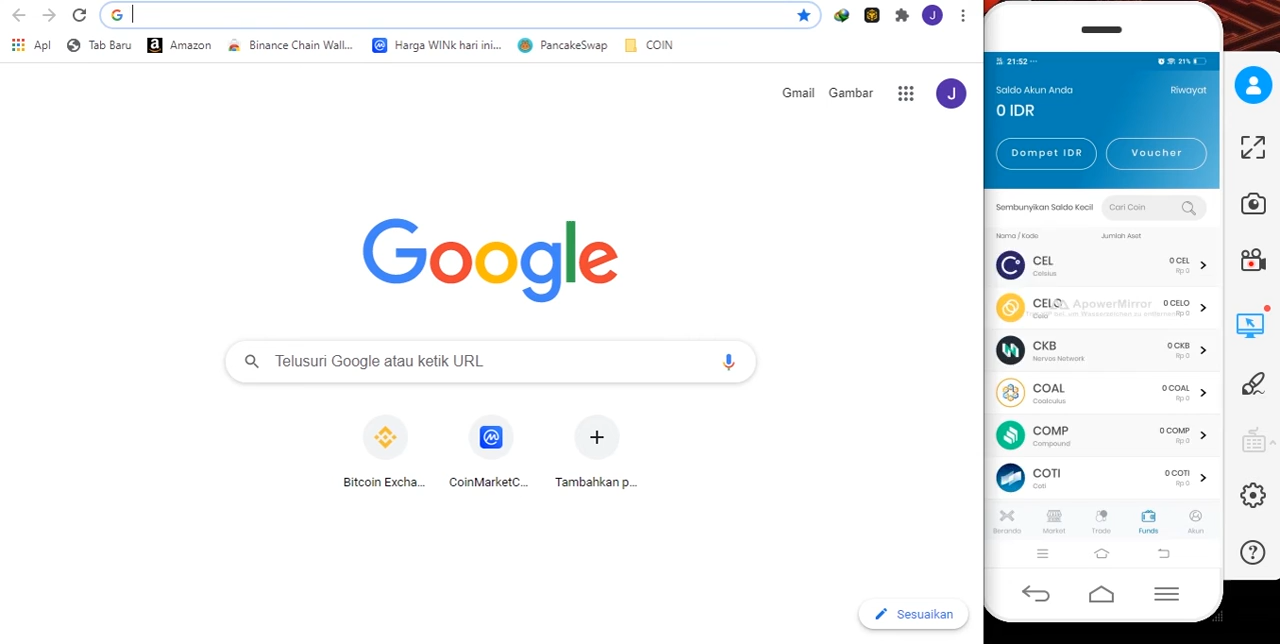 Apl
Tab Baru
Amazon
Binance Chain Wall...
Harga WINk hari ini...
PancakeSwap
COIN
Gmail
Gambar
J
Google
Telusuri Google atau ketik URL
Bitcoin Excha...
CoinMarketC...
Tambahkan p...
Sesuaikan
21:52 ...
21%
Saldo Akun Anda
Riwayat
0 IDR
Dompet IDR
Voucher
Sembunyikan Saldo Kecil
Cari Coin
Nama / Kode
Jumlah Aset
CEL
0 CEL
Celsius
Rp 0
CELO
0 CELO
ApowerMirror
Celo
Rp 0
CKB
0 CKB
Nervos Network
Rp 0
COAL
0 COAL
Coalculus
Rp 0
COMP
0 COMP
Compound
Rp 0
COTI
0 COTI
Coti
Rp 0
Beranda
Market
Trade
Funds
Akun